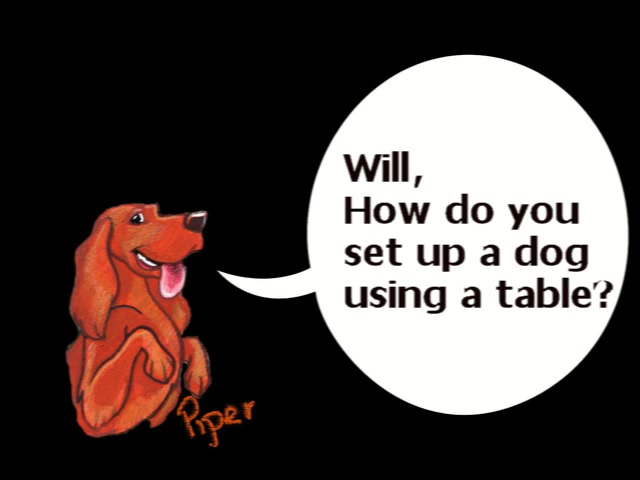 Will,
How do you
set up a dog
using a table?
Piper